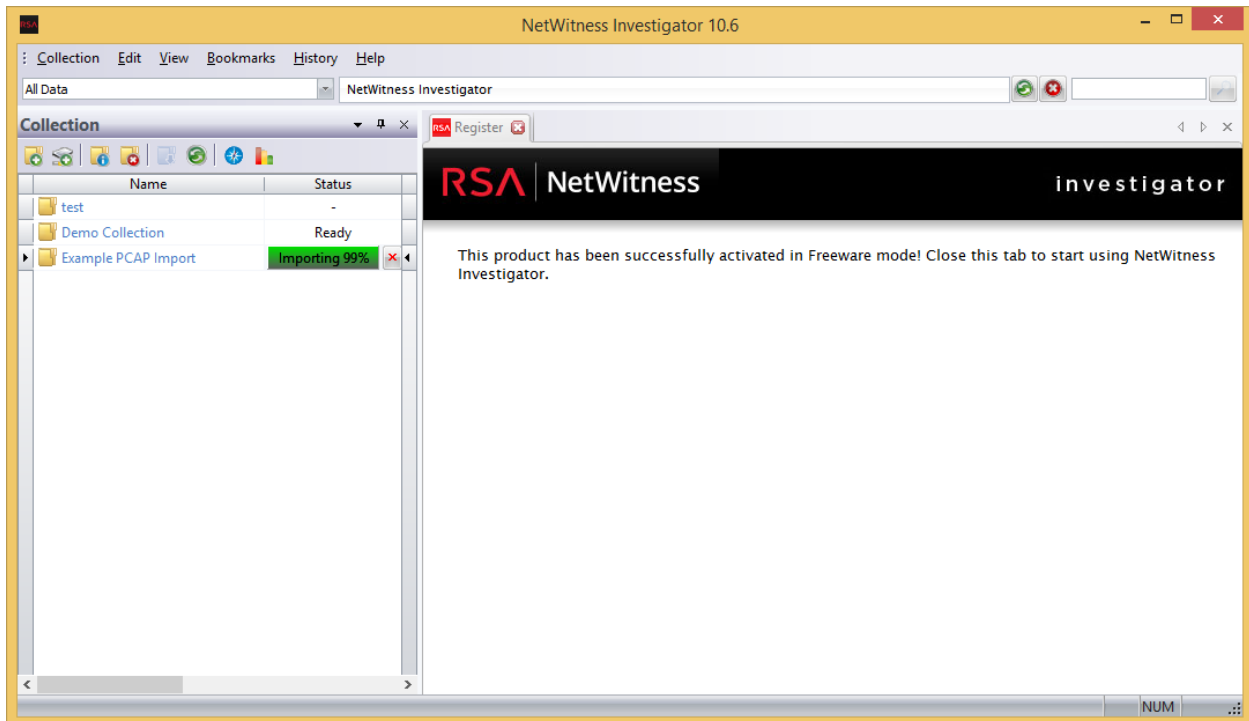 RSA
NetWitness Investigator 10.6
Collection Edit View Bookmarks History Help
All Data
NetWitness Investigator
Collection
RSA Register
Name Status
test -
Demo Collection Ready
Example PCAP Import Importing 99%
RSA NetWitness
investigator
This product has been successfully activated in Freeware mode! Close this tab to start using NetWitness
Investigator.
NUM